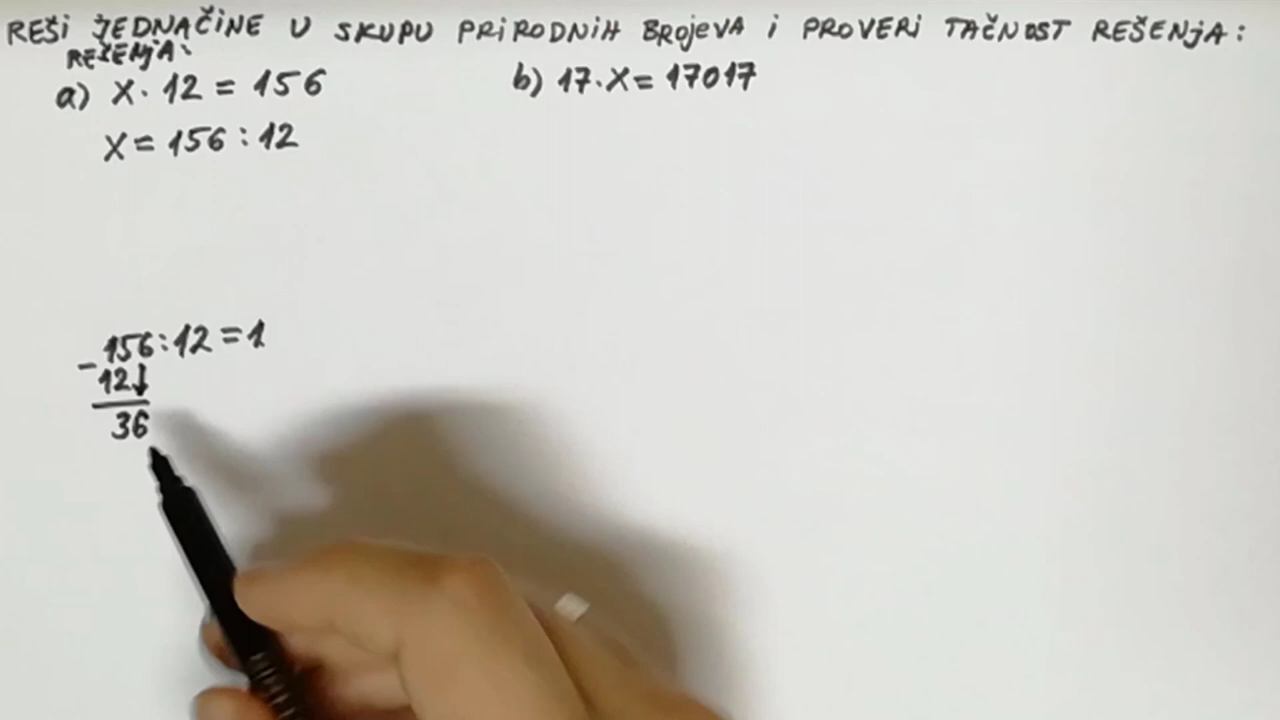 REŠi JEDNAČINE U SKUPU PRiRODNiH BROjEVA i PROVERi TAČNOST REŠENjA:
REŠENjA:
a) X · 12 = 156
X = 156 : 12
b) 17 · X = 17017
156 : 12 = 1
- 12↓
36